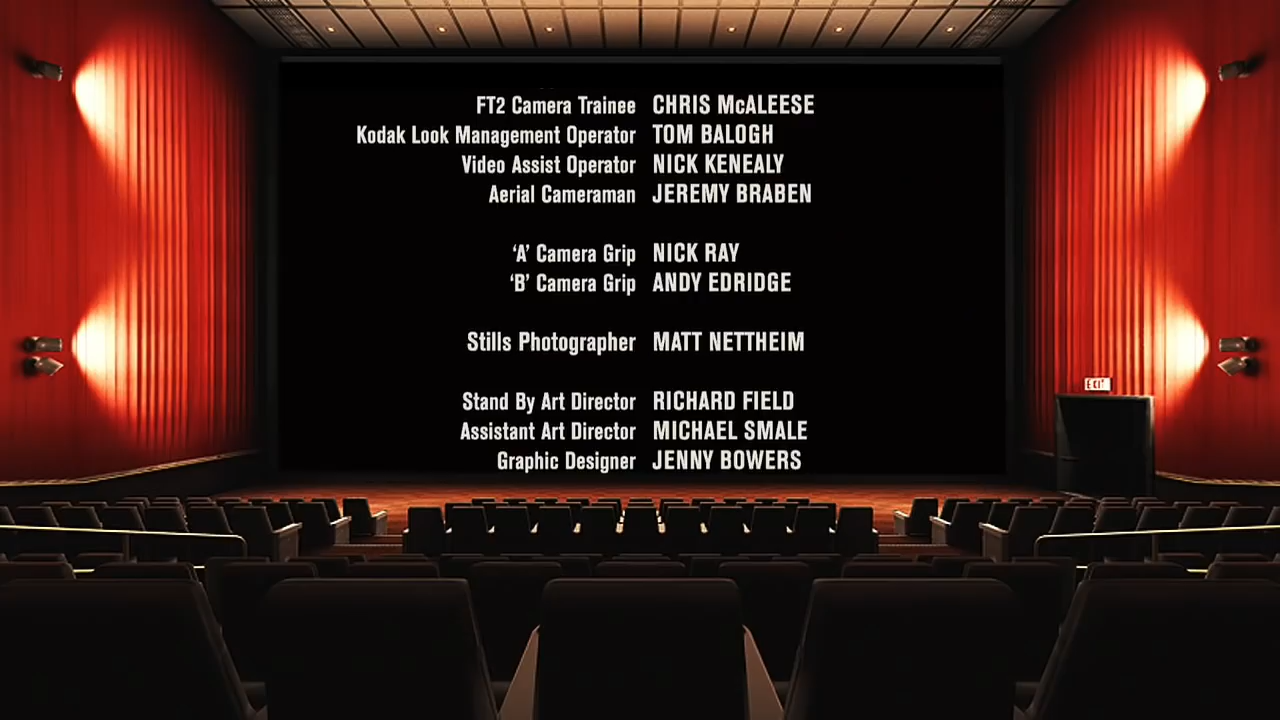 FT2 Camera Trainee CHRIS McALEESE
Kodak Look Management Operator TOM BALOGH
Video Assist Operator NICK KENEALY
Aerial Cameraman JEREMY BRABEN
‘A’ Camera Grip NICK RAY
‘B’ Camera Grip ANDY EDRIDGE
Stills Photographer MATT NETTHEIM
EXIT
Stand By Art Director RICHARD FIELD
Assistant Art Director MICHAEL SMALE
Graphic Designer JENNY BOWERS